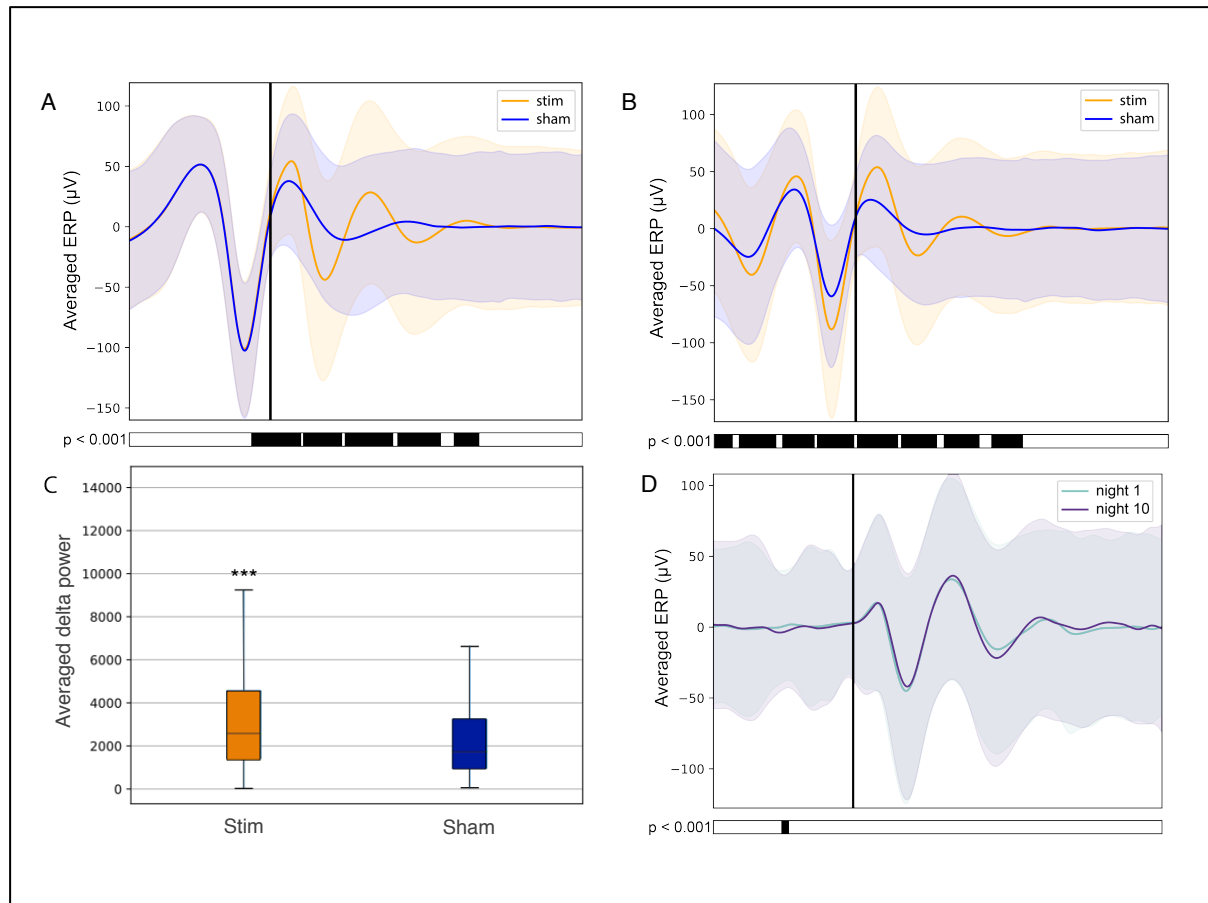 A
Averaged ERP (µV)
100
50
0
−50
−100
−150
stim
sham
p < 0.001
B
Averaged ERP (µV)
100
50
0
−50
−100
−150
stim
sham
p < 0.001
C
Averaged delta power
14000
12000
10000
8000
6000
4000
2000
0
***
Stim
Sham
D
Averaged ERP (µV)
100
50
0
−50
−100
night 1
night 10
p < 0.001